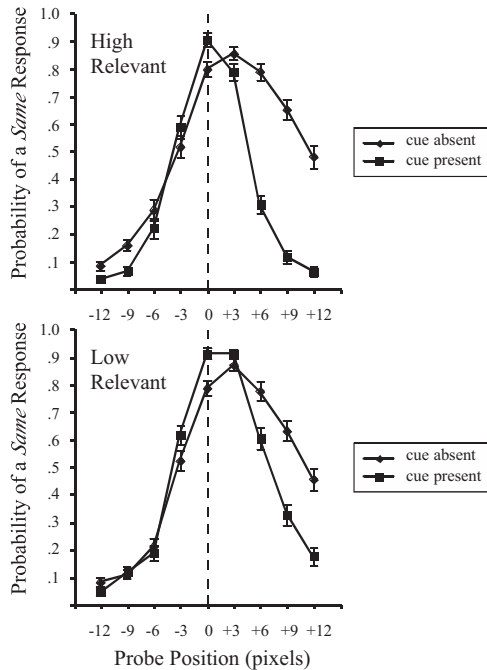 1.0
.9
.8
.7
.6
.5
.4
.3
.2
.1
Probability of a Same Response
High
Relevant
-12 -9 -6 -3 0 +3 +6 +9 +12
cue absent
cue present
1.0
.9
.8
.7
.6
.5
.4
.3
.2
.1
Probability of a Same Response
Low
Relevant
-12 -9 -6 -3 0 +3 +6 +9 +12
Probe Position (pixels)
cue absent
cue present